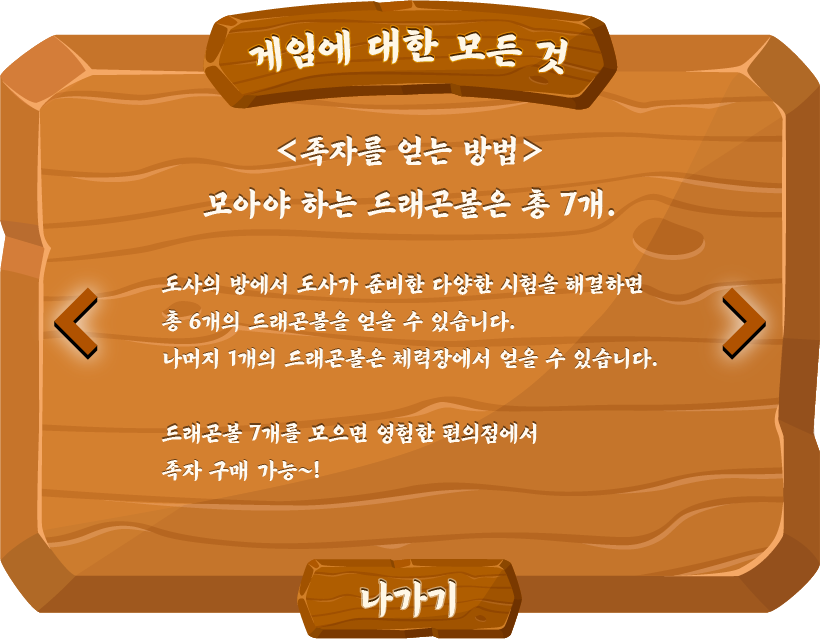 게임에 대한 모든 것
<족자를 얻는 방법>
모아야 하는 드래곤볼은 총 7개.
도사의 방에서 도사가 준비한 다양한 시험을 해결하면
총 6개의 드래곤볼을 얻을 수 있습니다.
나머지 1개의 드래곤볼은 체력장에서 얻을 수 있습니다.
드래곤볼 7개를 모으면 영험한 편의점에서
족자 구매 가능~!
나가기